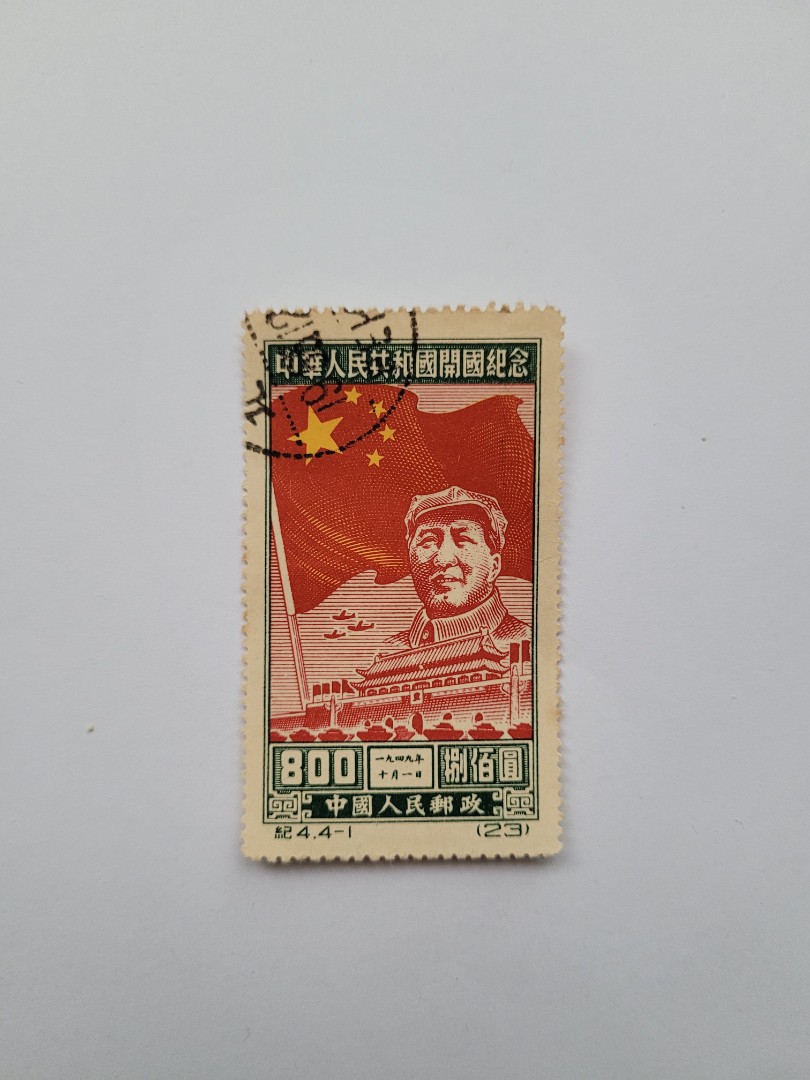 中華人民共和國開國紀念
800 一九四九年十月一日 捌佰圓
中國人民郵政
紀4.4-1 (23)